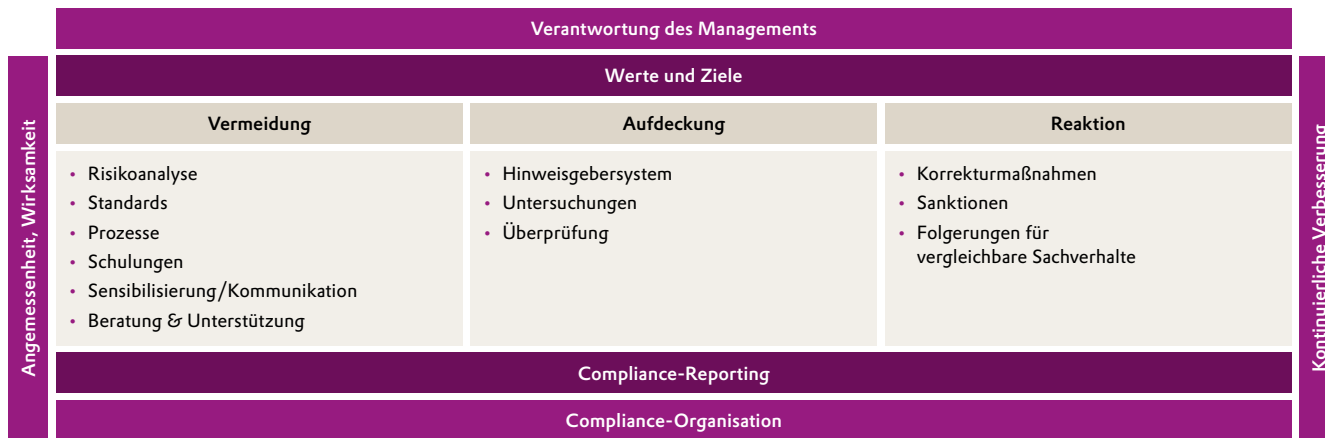 Verantwortung des Managements
Werte und Ziele
Angemessenheit, Wirksamkeit
Vermeidung
• Risikoanalyse
• Standards
• Prozesse
• Schulungen
• Sensibilisierung/Kommunikation
• Beratung & Unterstützung
Aufdeckung
• Hinweisgebersystem
• Untersuchungen
• Überprüfung
Reaktion
• Korrekturmaßnahmen
• Sanktionen
• Folgerungen für
vergleichbare Sachverhalte
Kontinuierliche Verbesserung
Compliance-Reporting
Compliance-Organisation